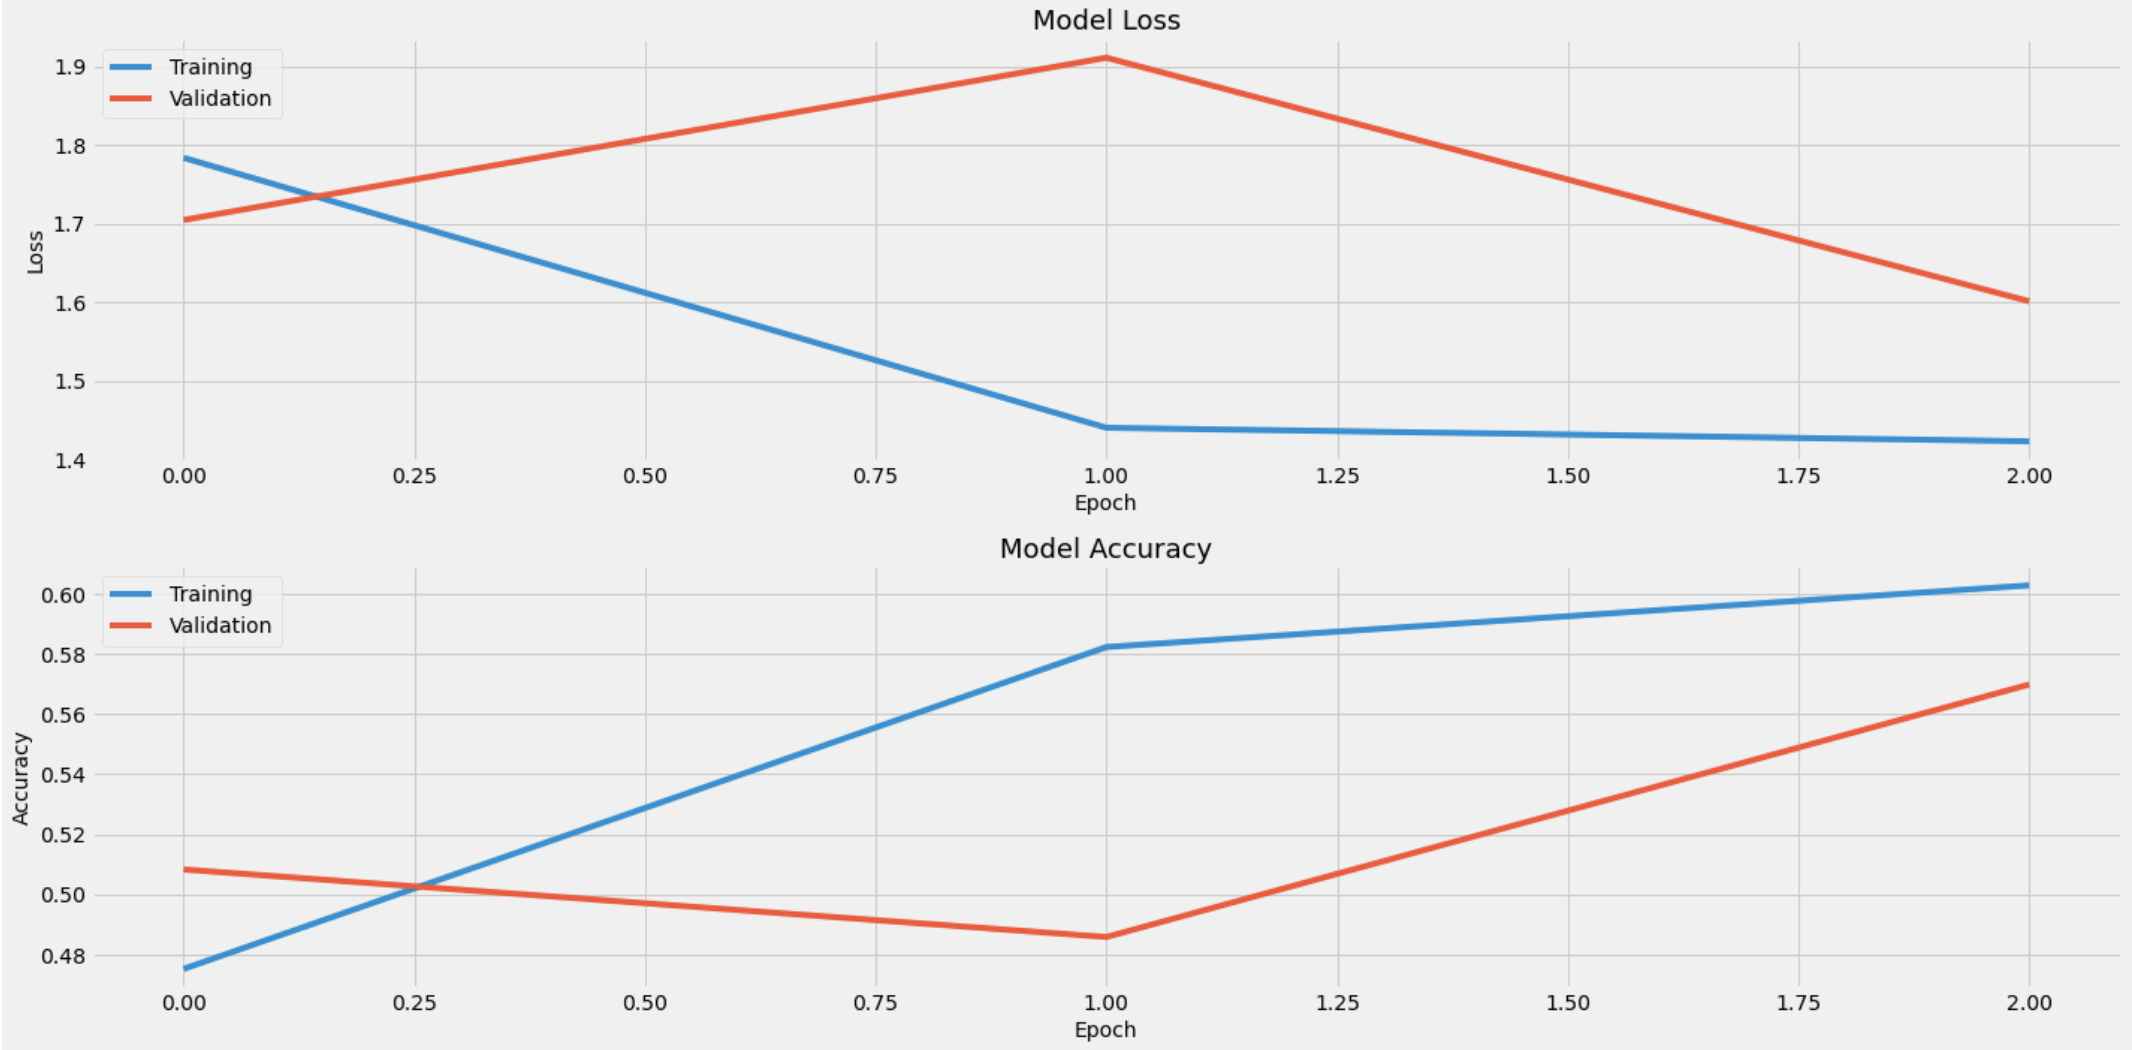 Model Loss
Training
Validation
1.9
1.8
1.7
1.6
1.5
1.4
Loss
0.00 0.25 0.50 0.75 1.00 1.25 1.50 1.75 2.00
Epoch
Model Accuracy
Training
Validation
0.60
0.58
0.56
0.54
0.52
0.50
0.48
Accuracy
0.00 0.25 0.50 0.75 1.00 1.25 1.50 1.75 2.00
Epoch